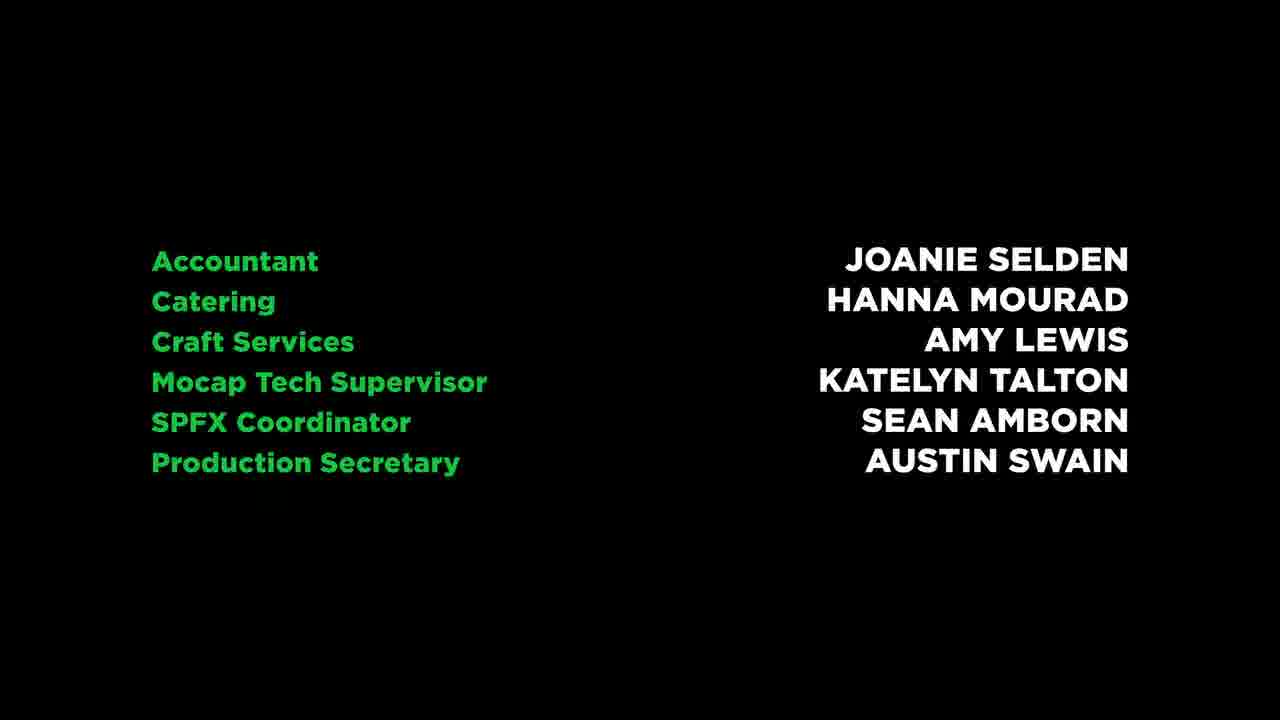 Accountant JOANIE SELDEN
Catering HANNA MOURAD
Craft Services AMY LEWIS
Mocap Tech Supervisor KATELYN TALTON
SPFX Coordinator SEAN AMBORN
Production Secretary AUSTIN SWAIN